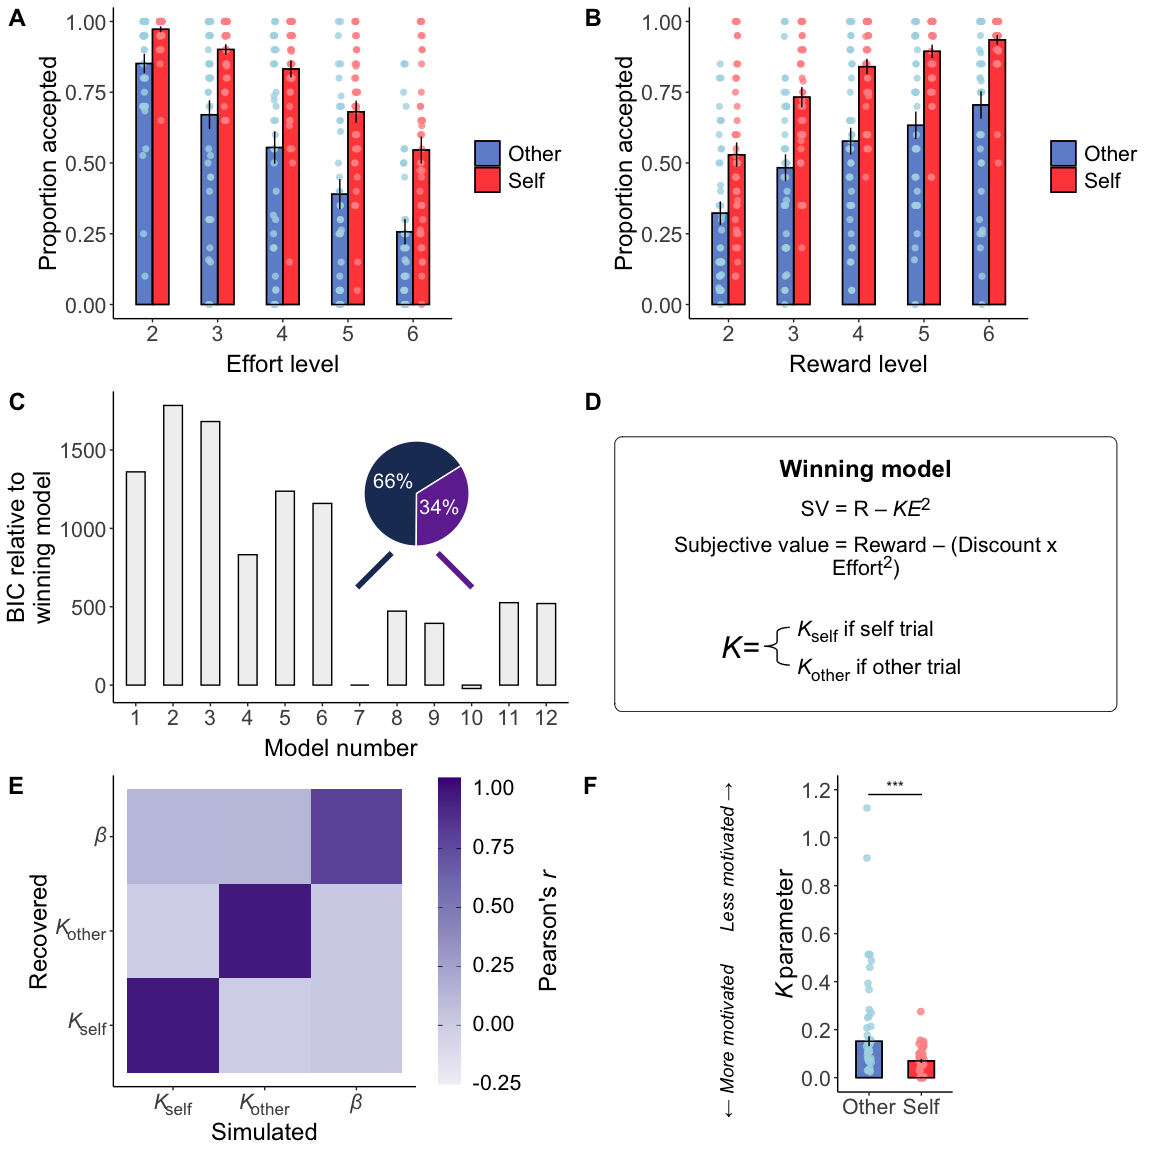 A
Proportion accepted
1.00
0.75
0.50
0.25
0.00
2 3 4 5 6
Effort level
Other
Self
B
Proportion accepted
1.00
0.75
0.50
0.25
0.00
2 3 4 5 6
Reward level
Other
Self
C
BIC relative to
winning model
1500
1000
500
0
66%
34%
1 2 3 4 5 6 7 8 9 10 11 12
Model number
D
Winning model
SV = R – KE²
Subjective value = Reward – (Discount x
Effort²)
K=
Kself if self trial
Kother if other trial
E
Recovered
β
Kother
Kself
Kself Kother β
Simulated
1.00
0.75
0.50
0.25
0.00
-0.25
Pearson's r
F
← More motivated Less motivated →
K parameter
1.2
1.0
0.8
0.6
0.4
0.2
0.0
***
Other Self